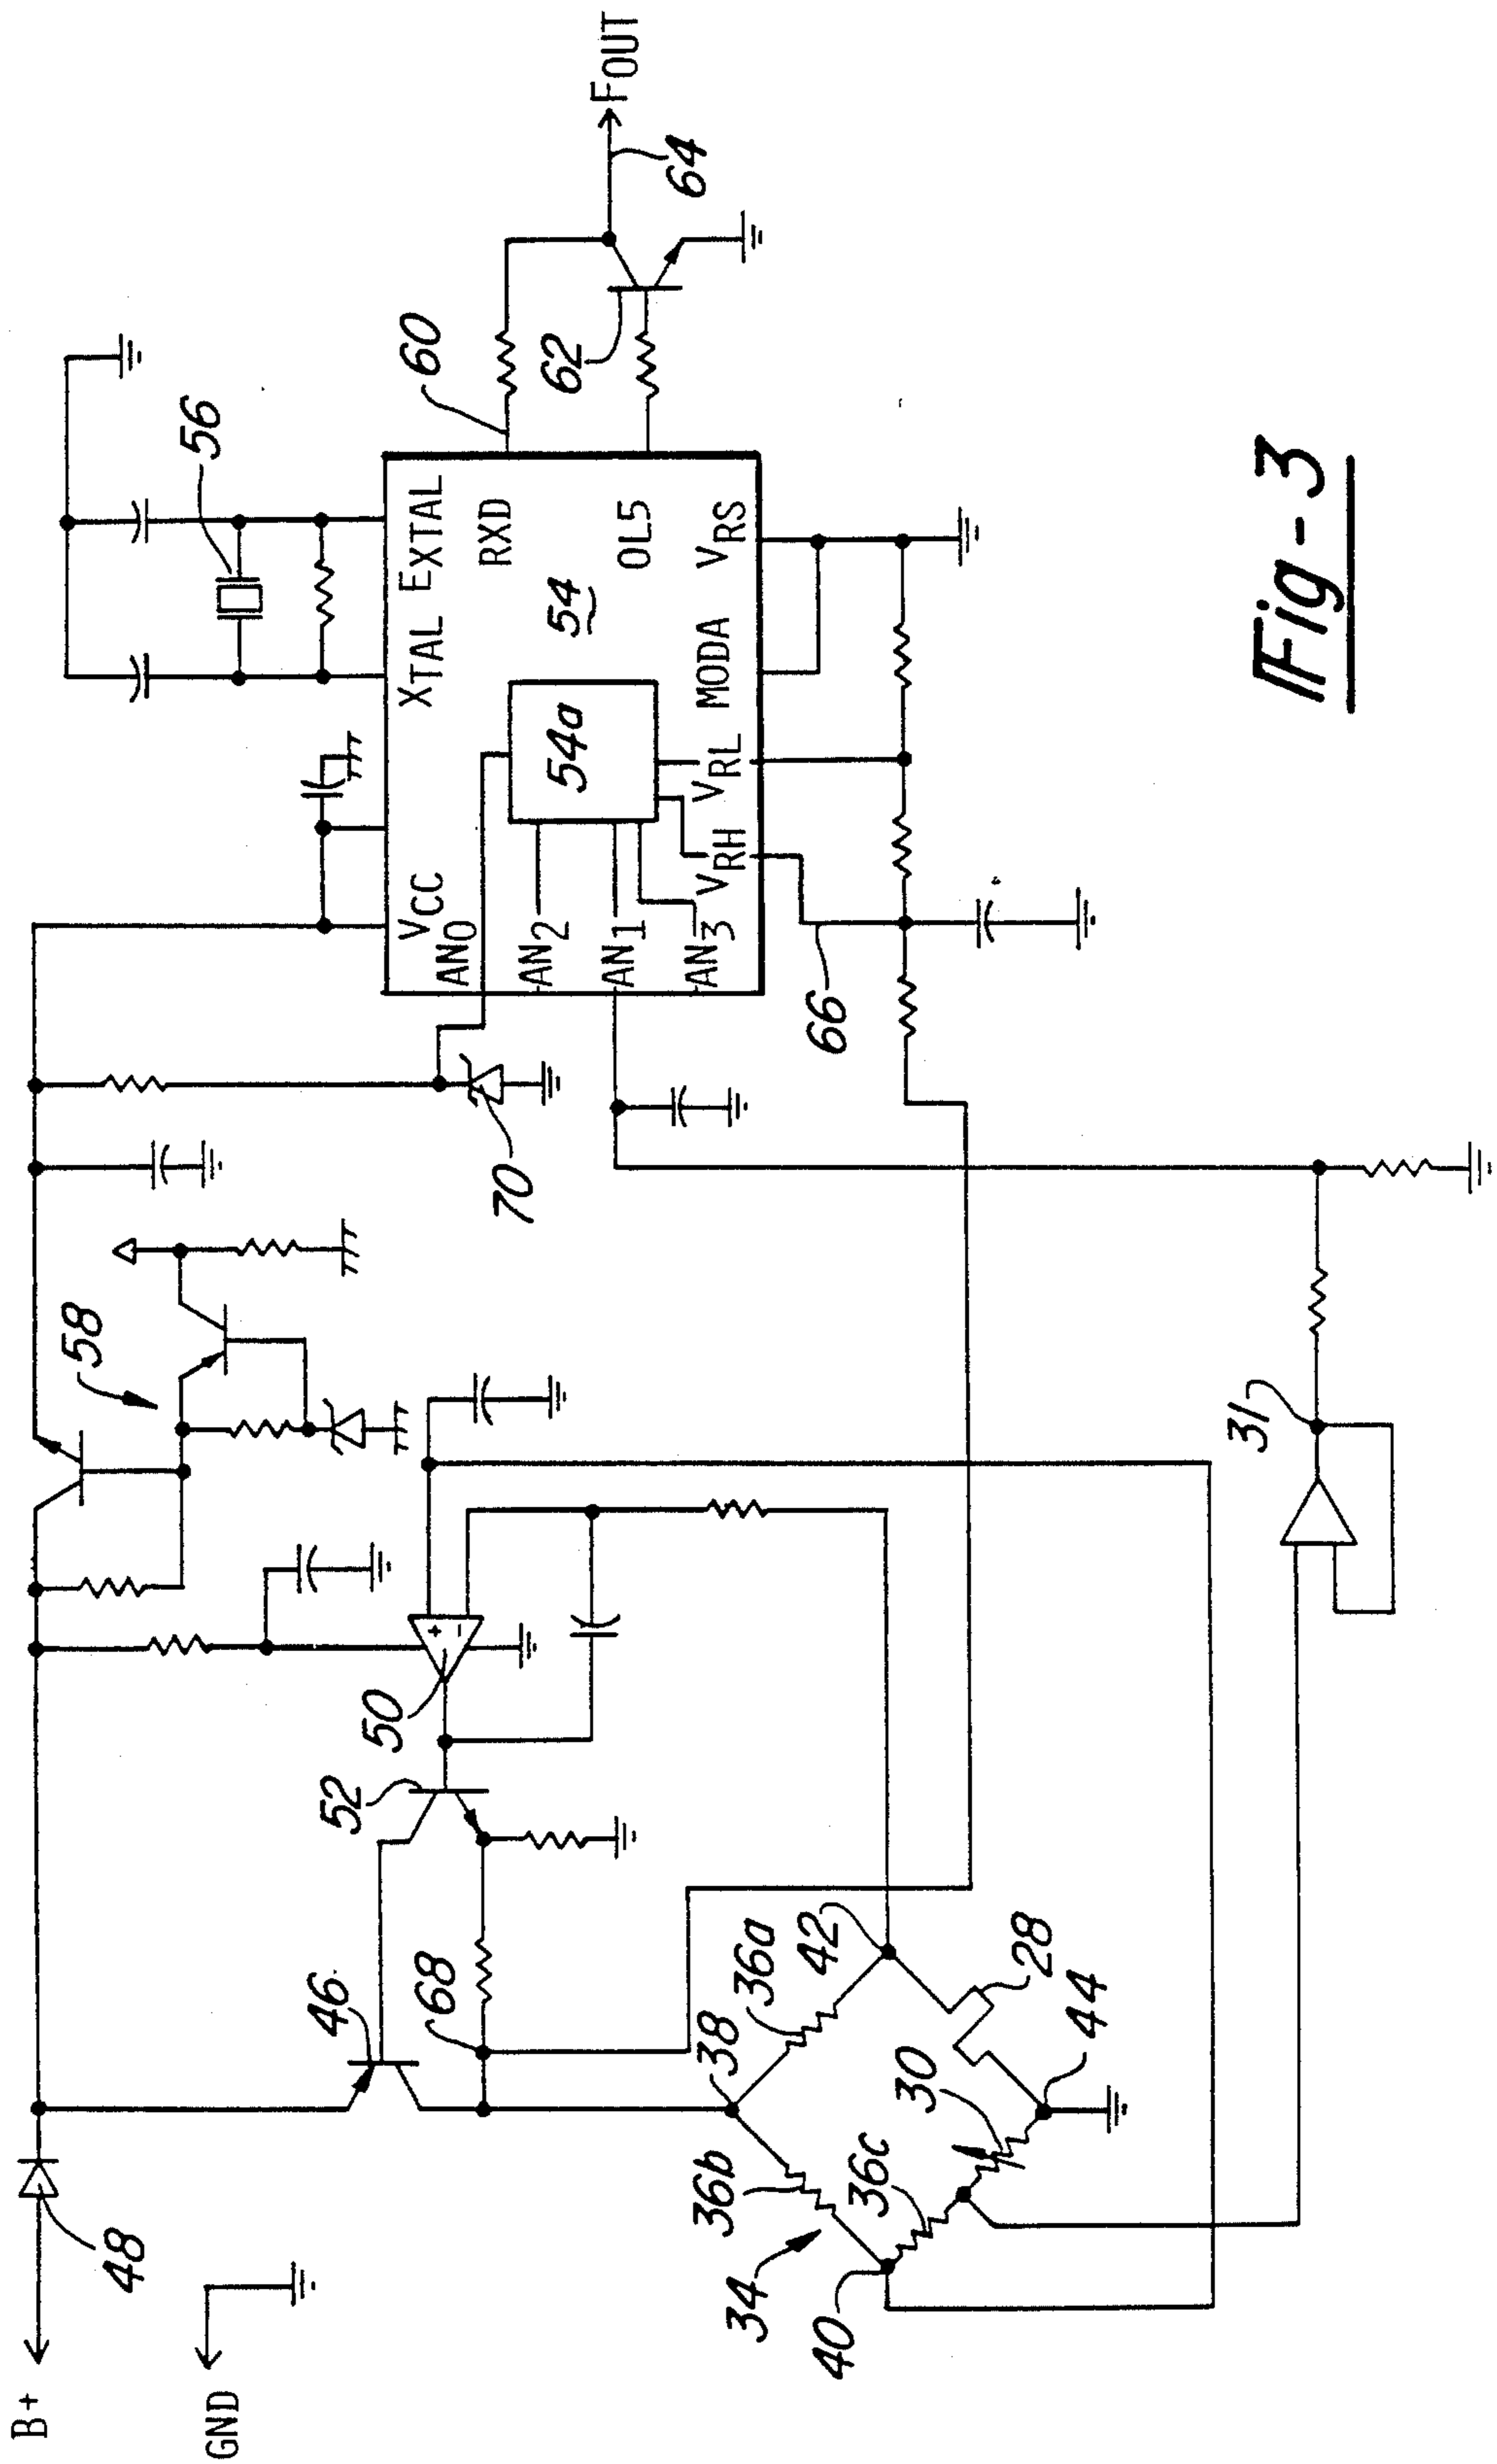 B+
GND
48
46
68
52
50
58
70
56
60
62
64
FOUT
VCC
XTAL
EXTAL
AN0
AN2
AN1
AN3
54a
54
RXD
OL5
VRH
VRL
MODA
VRS
66
34
36b
38
36a
42
40
36c
30
28
44
31
Fig-3